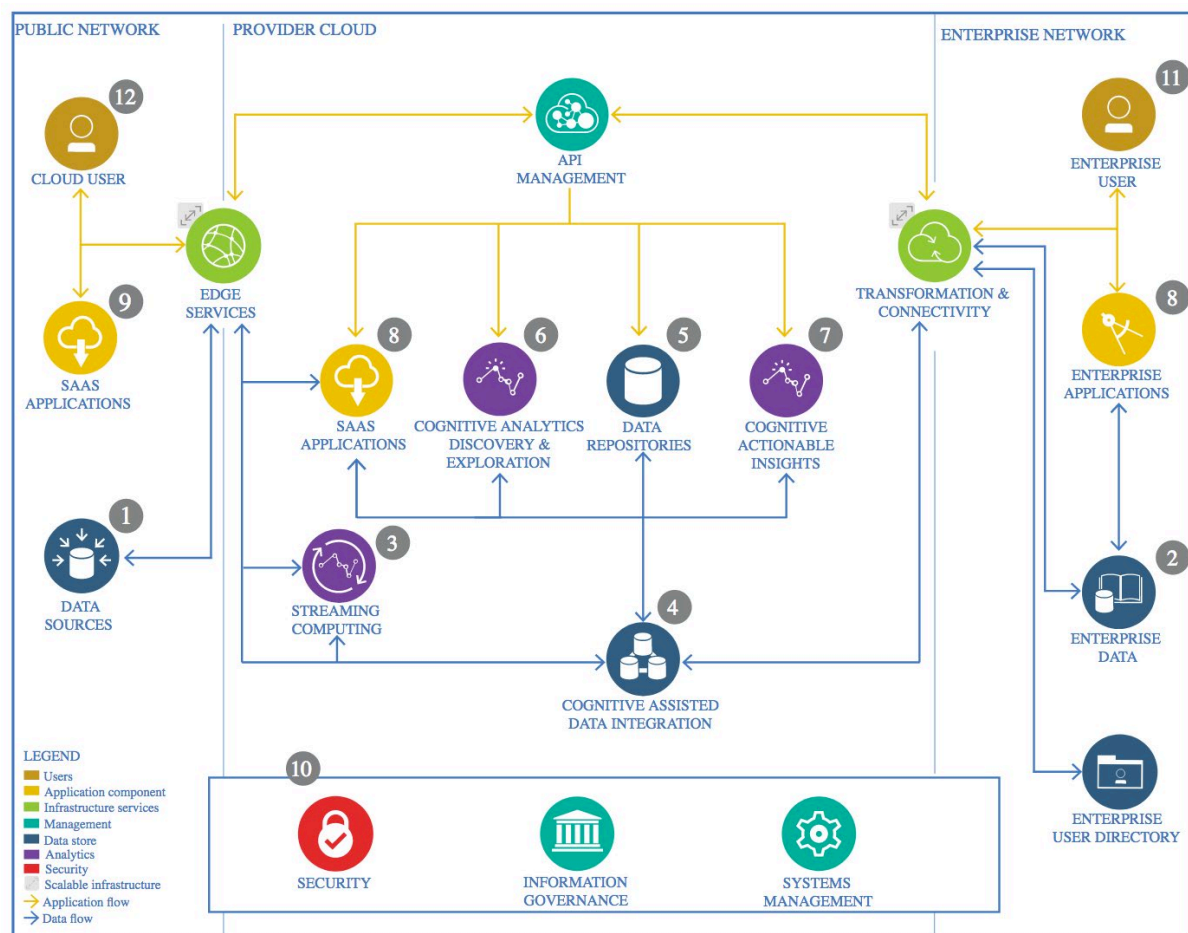 PUBLIC NETWORK
PROVIDER CLOUD
ENTERPRISE NETWORK
12
CLOUD USER
API
MANAGEMENT
11
ENTERPRISE
USER
EDGE
SERVICES
TRANSFORMATION &
CONNECTIVITY
9
SAAS
APPLICATIONS
8
SAAS
APPLICATIONS
6
COGNITIVE ANALYTICS
DISCOVERY &
EXPLORATION
5
DATA
REPOSITORIES
7
COGNITIVE
ACTIONABLE
INSIGHTS
8
ENTERPRISE
APPLICATIONS
1
DATA
SOURCES
3
STREAMING
COMPUTING
4
COGNITIVE ASSISTED
DATA INTEGRATION
2
ENTERPRISE
DATA
ENTERPRISE
USER DIRECTORY
LEGEND
Users
Application component
Infrastructure services
Management
Data store
Analytics
Security
Scalable infrastructure
Application flow
Data flow
10
SECURITY
INFORMATION
GOVERNANCE
SYSTEMS
MANAGEMENT